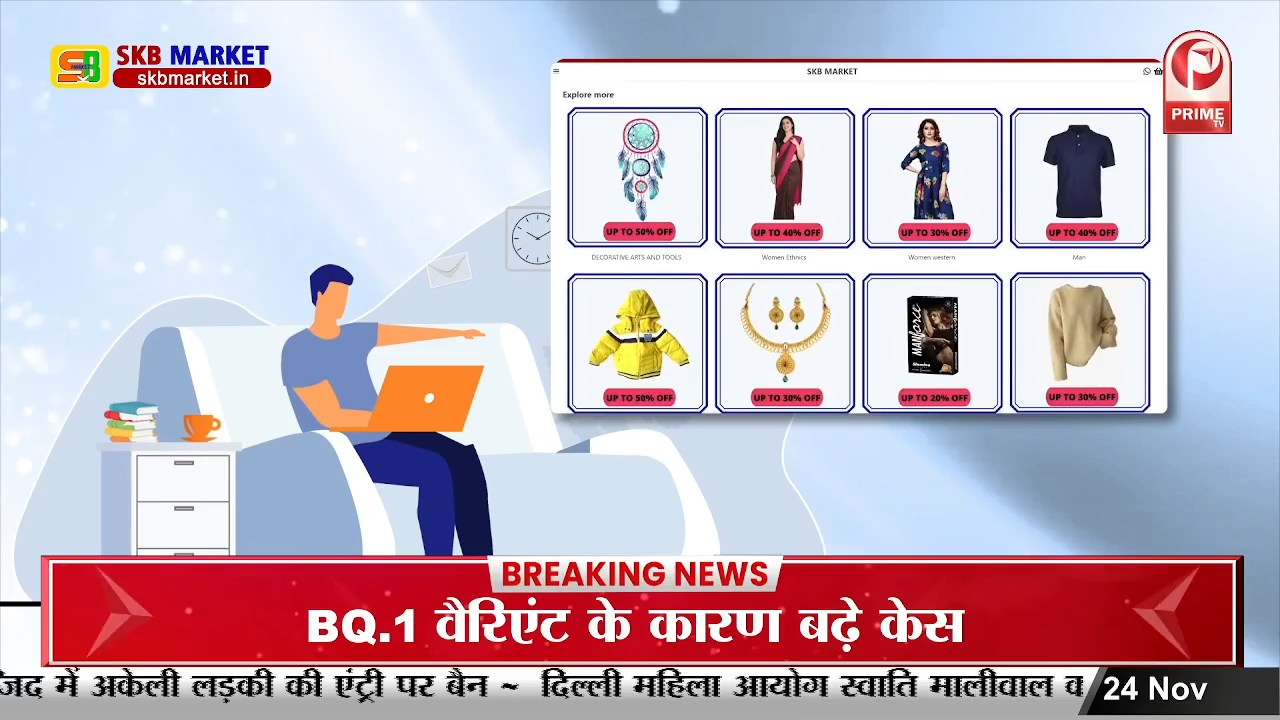 SKB MARKET
skbmarket.in
SKB MARKET
Explore more
PRIME
TV
UP TO 50% OFF
UP TO 40% OFF
UP TO 30% OFF
UP TO 40% OFF
DECORATIVE ARTS AND TOOLS
Women Ethnics
Women western
Man
MANforce
UP TO 50% OFF
UP TO 30% OFF
UP TO 20% OFF
UP TO 30% OFF
BREAKING NEWS
BQ.1 वैरिएंट के कारण बढ़े केस
में अकेली लड़की की एंट्री पर बैन ~ दिल्ली महिला आयोग स्वाति मालीवाल
24 Nov